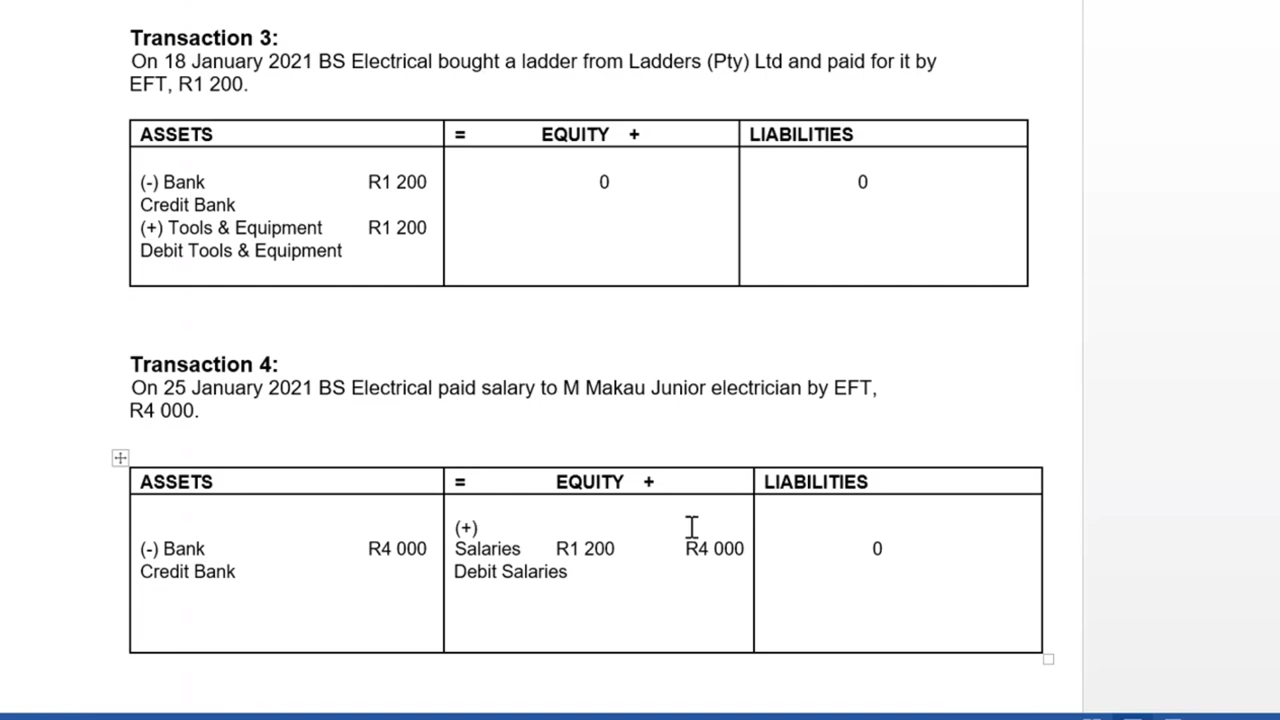 Transaction 3:
On 18 January 2021 BS Electrical bought a ladder from Ladders (Pty) Ltd and paid for it by
EFT, R1 200.
ASSETS = EQUITY + LIABILITIES
(-) Bank R1 200 0 0
Credit Bank
(+) Tools & Equipment R1 200
Debit Tools & Equipment
Transaction 4:
On 25 January 2021 BS Electrical paid salary to M Makau Junior electrician by EFT,
R4 000.
ASSETS = EQUITY + LIABILITIES
(+)
(-) Bank R4 000 Salaries R1 200 R4 000 0
Credit Bank Debit Salaries